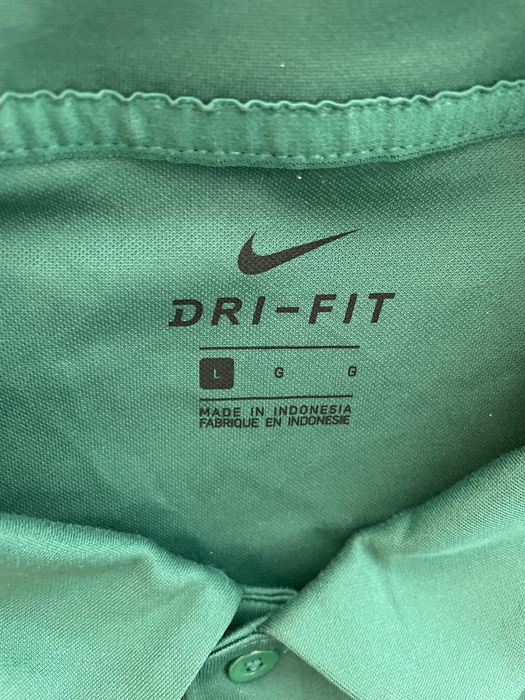 DRI-FIT
L G G
MADE IN INDONESIA
FABRIQUE EN INDONESIE